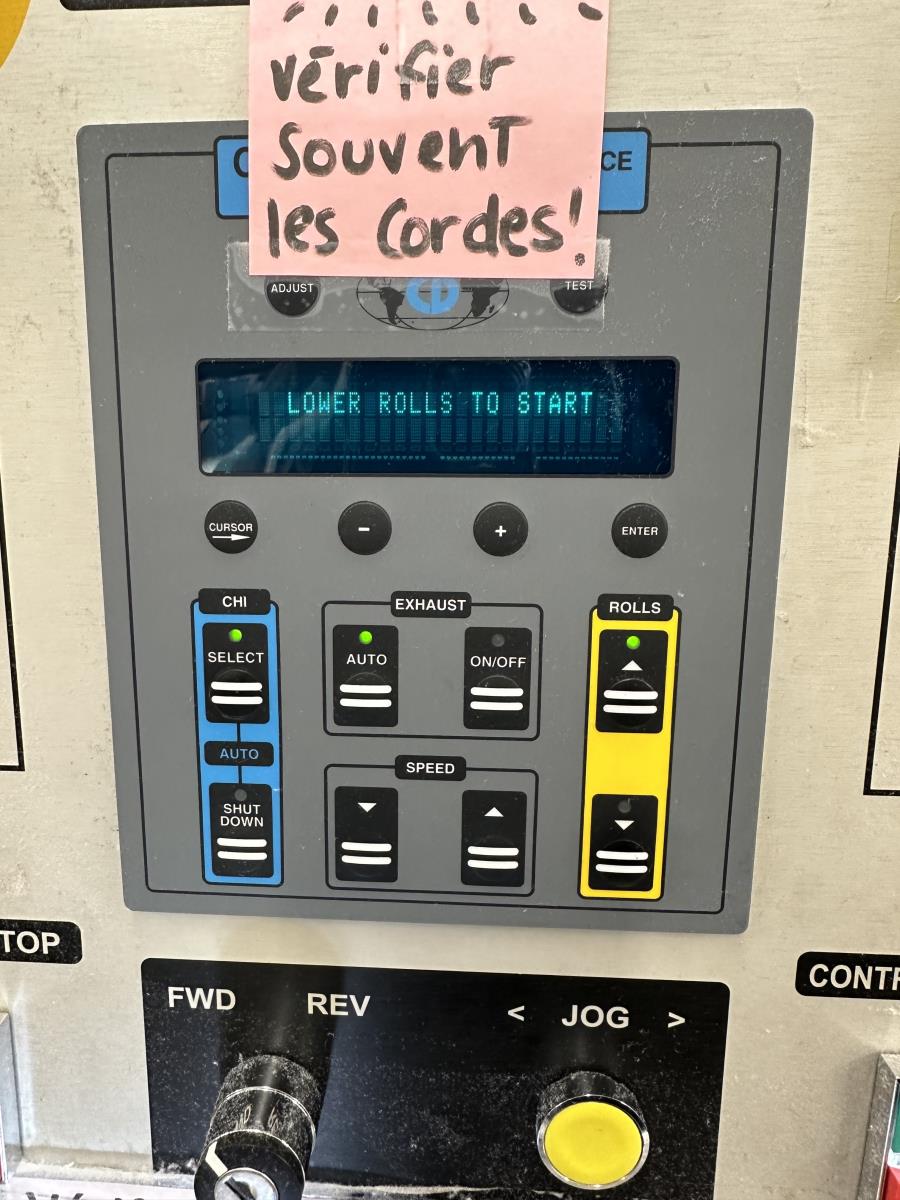 vérifier
Souvent
les Cordes!
CE
ADJUST
TEST
LOWER ROLLS TO START
CURSOR
-
+
ENTER
CHI
EXHAUST
ROLLS
SELECT
AUTO
ON/OFF
AUTO
SPEED
SHUT
DOWN
TOP
CONTR
FWD
REV
< JOG >